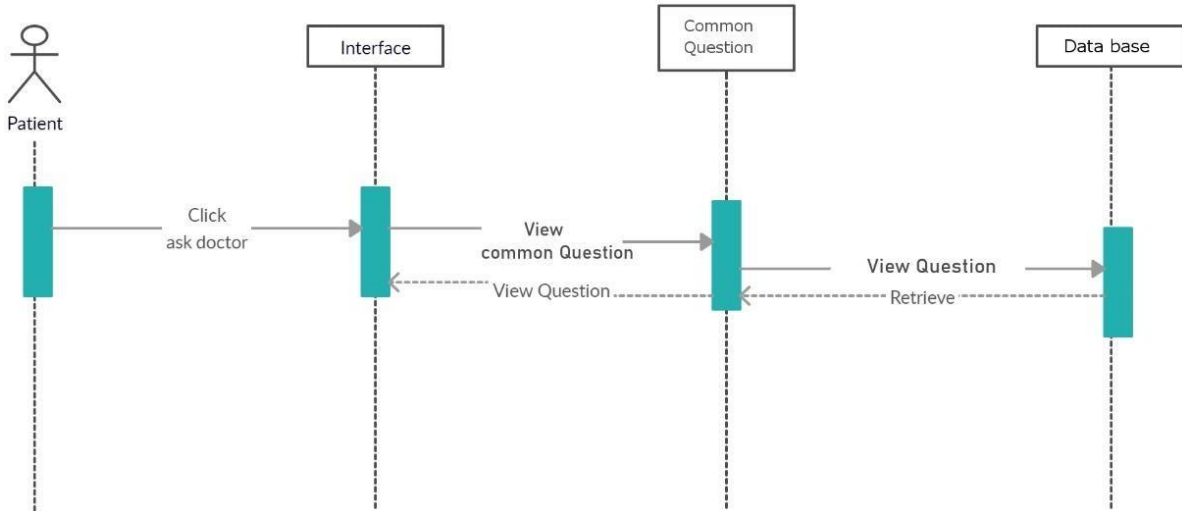 Patient
Interface
Common
Question
Data base
Click
ask doctor
View
common Question
View Question
View Question
Retrieve